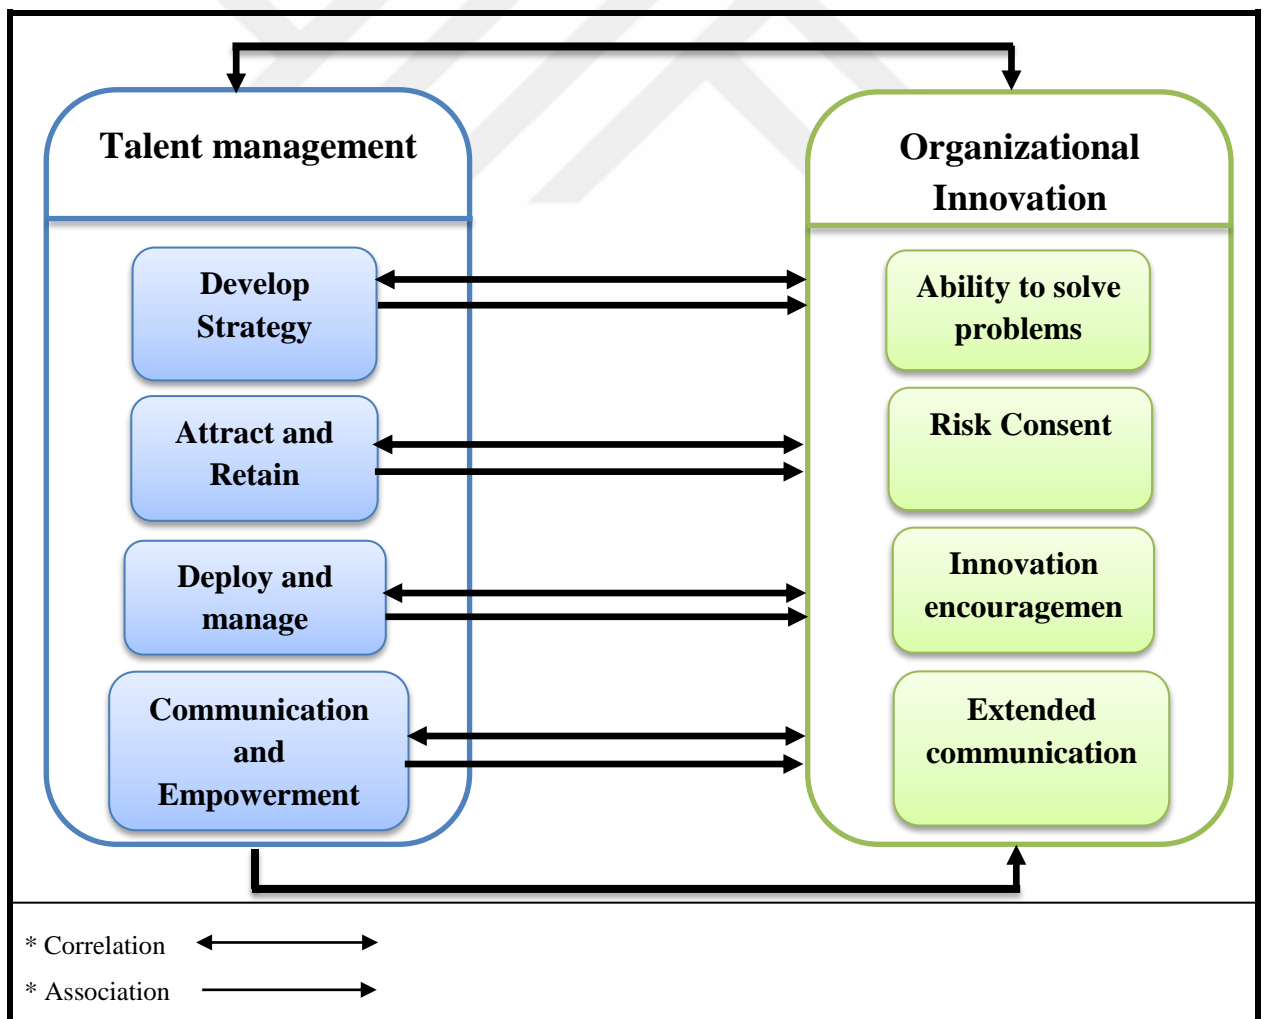 Talent management
Organizational
Innovation
Develop
Strategy
Attract and
Retain
Deploy and
manage
Communication
and
Empowerment
Ability to solve
problems
Risk Consent
Innovation
encouragemen
Extended
communication
* Correlation
* Association